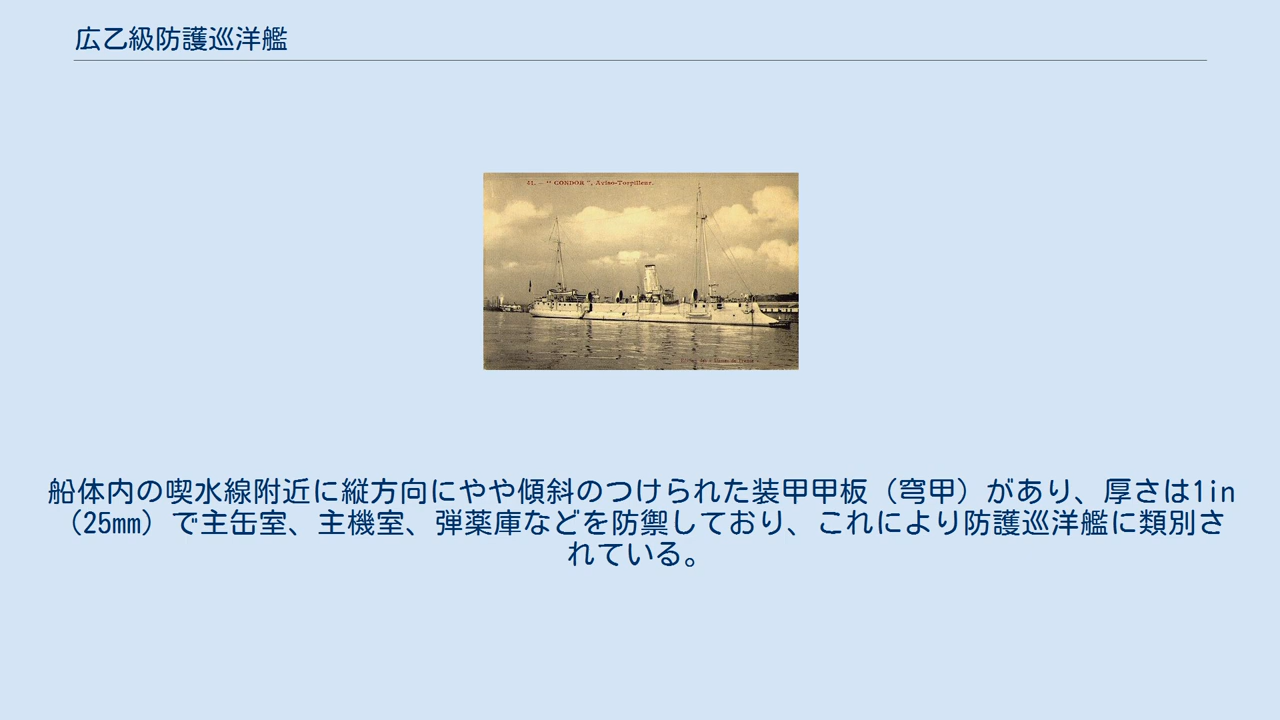 広乙級防護巡洋艦
41. - " CONDOR ", Aviso-Torpilleur.
船体内の喫水線附近に縦方向にやや傾斜のつけられた装甲甲板（穹甲）があり、厚さは1in
（25mm）で主缶室、主機室、弾薬庫などを防禦しており、これにより防護巡洋艦に類別さ
れている。